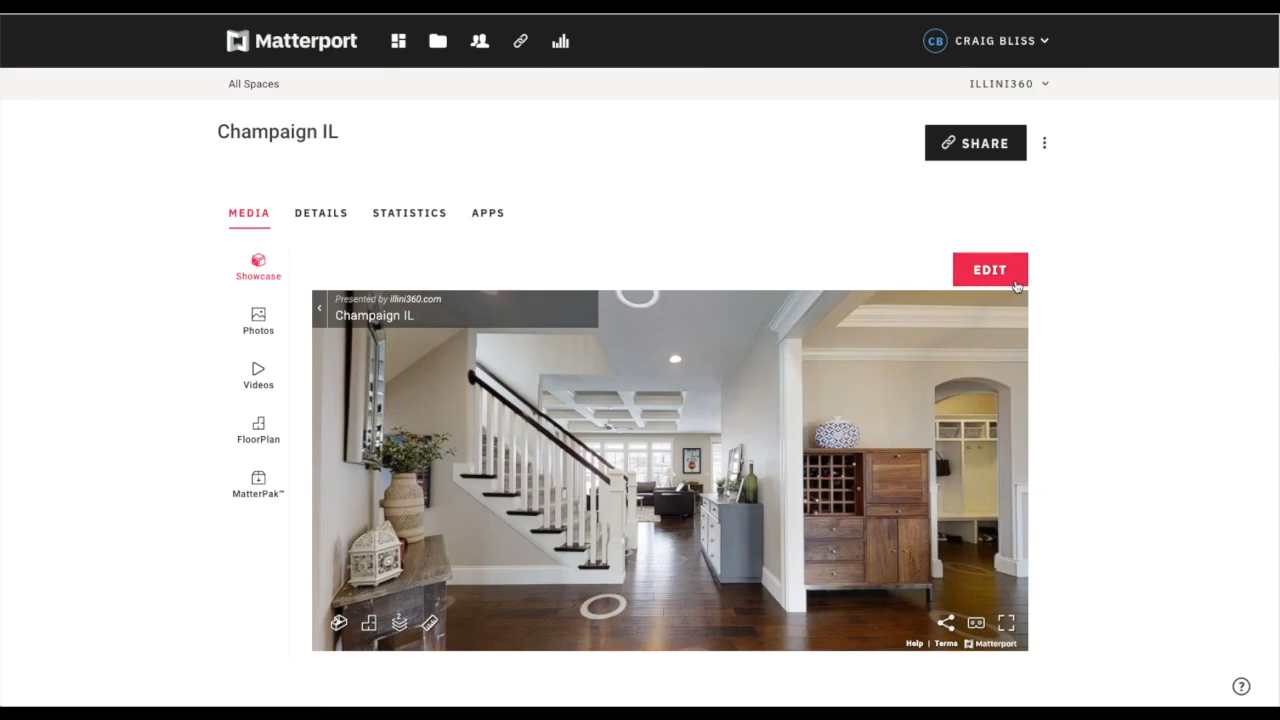 Matterport
CB CRAIG BLISS
All Spaces
ILLINI360
Champaign IL
SHARE
MEDIA DETAILS STATISTICS APPS
Showcase
EDIT
Presented by illini360.com
Champaign IL
Photos
Videos
FloorPlan
MatterPak™
2
Help | Terms Matterport
?